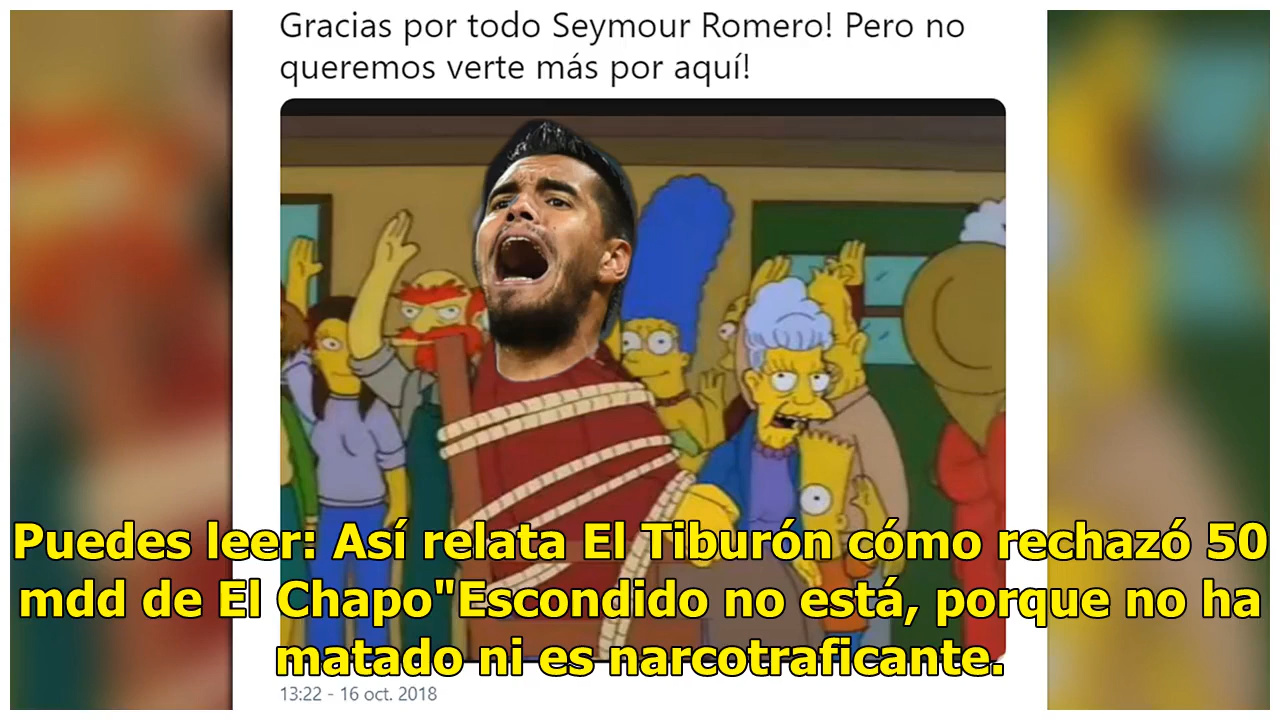 Gracias por todo Seymour Romero! Pero no
queremos verte más por aquí!
Puedes leer: Así relata El Tiburón cómo rechazó 50
mdd de El Chapo"Escondido no está, porque no ha
matado ni es narcotraficante.
13:22 - 16 oct. 2018